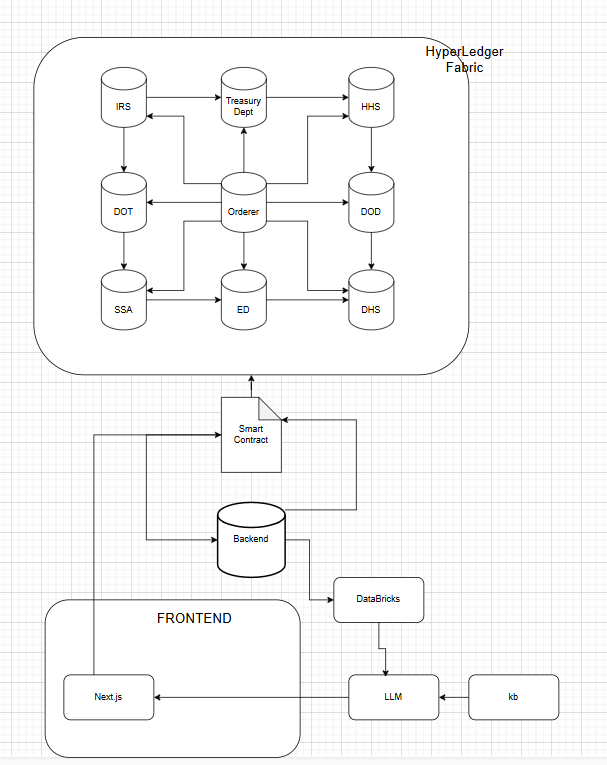 HyperLedger
Fabric
IRS
Treasury
Dept
HHS
DOT
Orderer
DOD
SSA
ED
DHS
Smart
Contract
Backend
DataBricks
FRONTEND
Next.js
LLM
kb